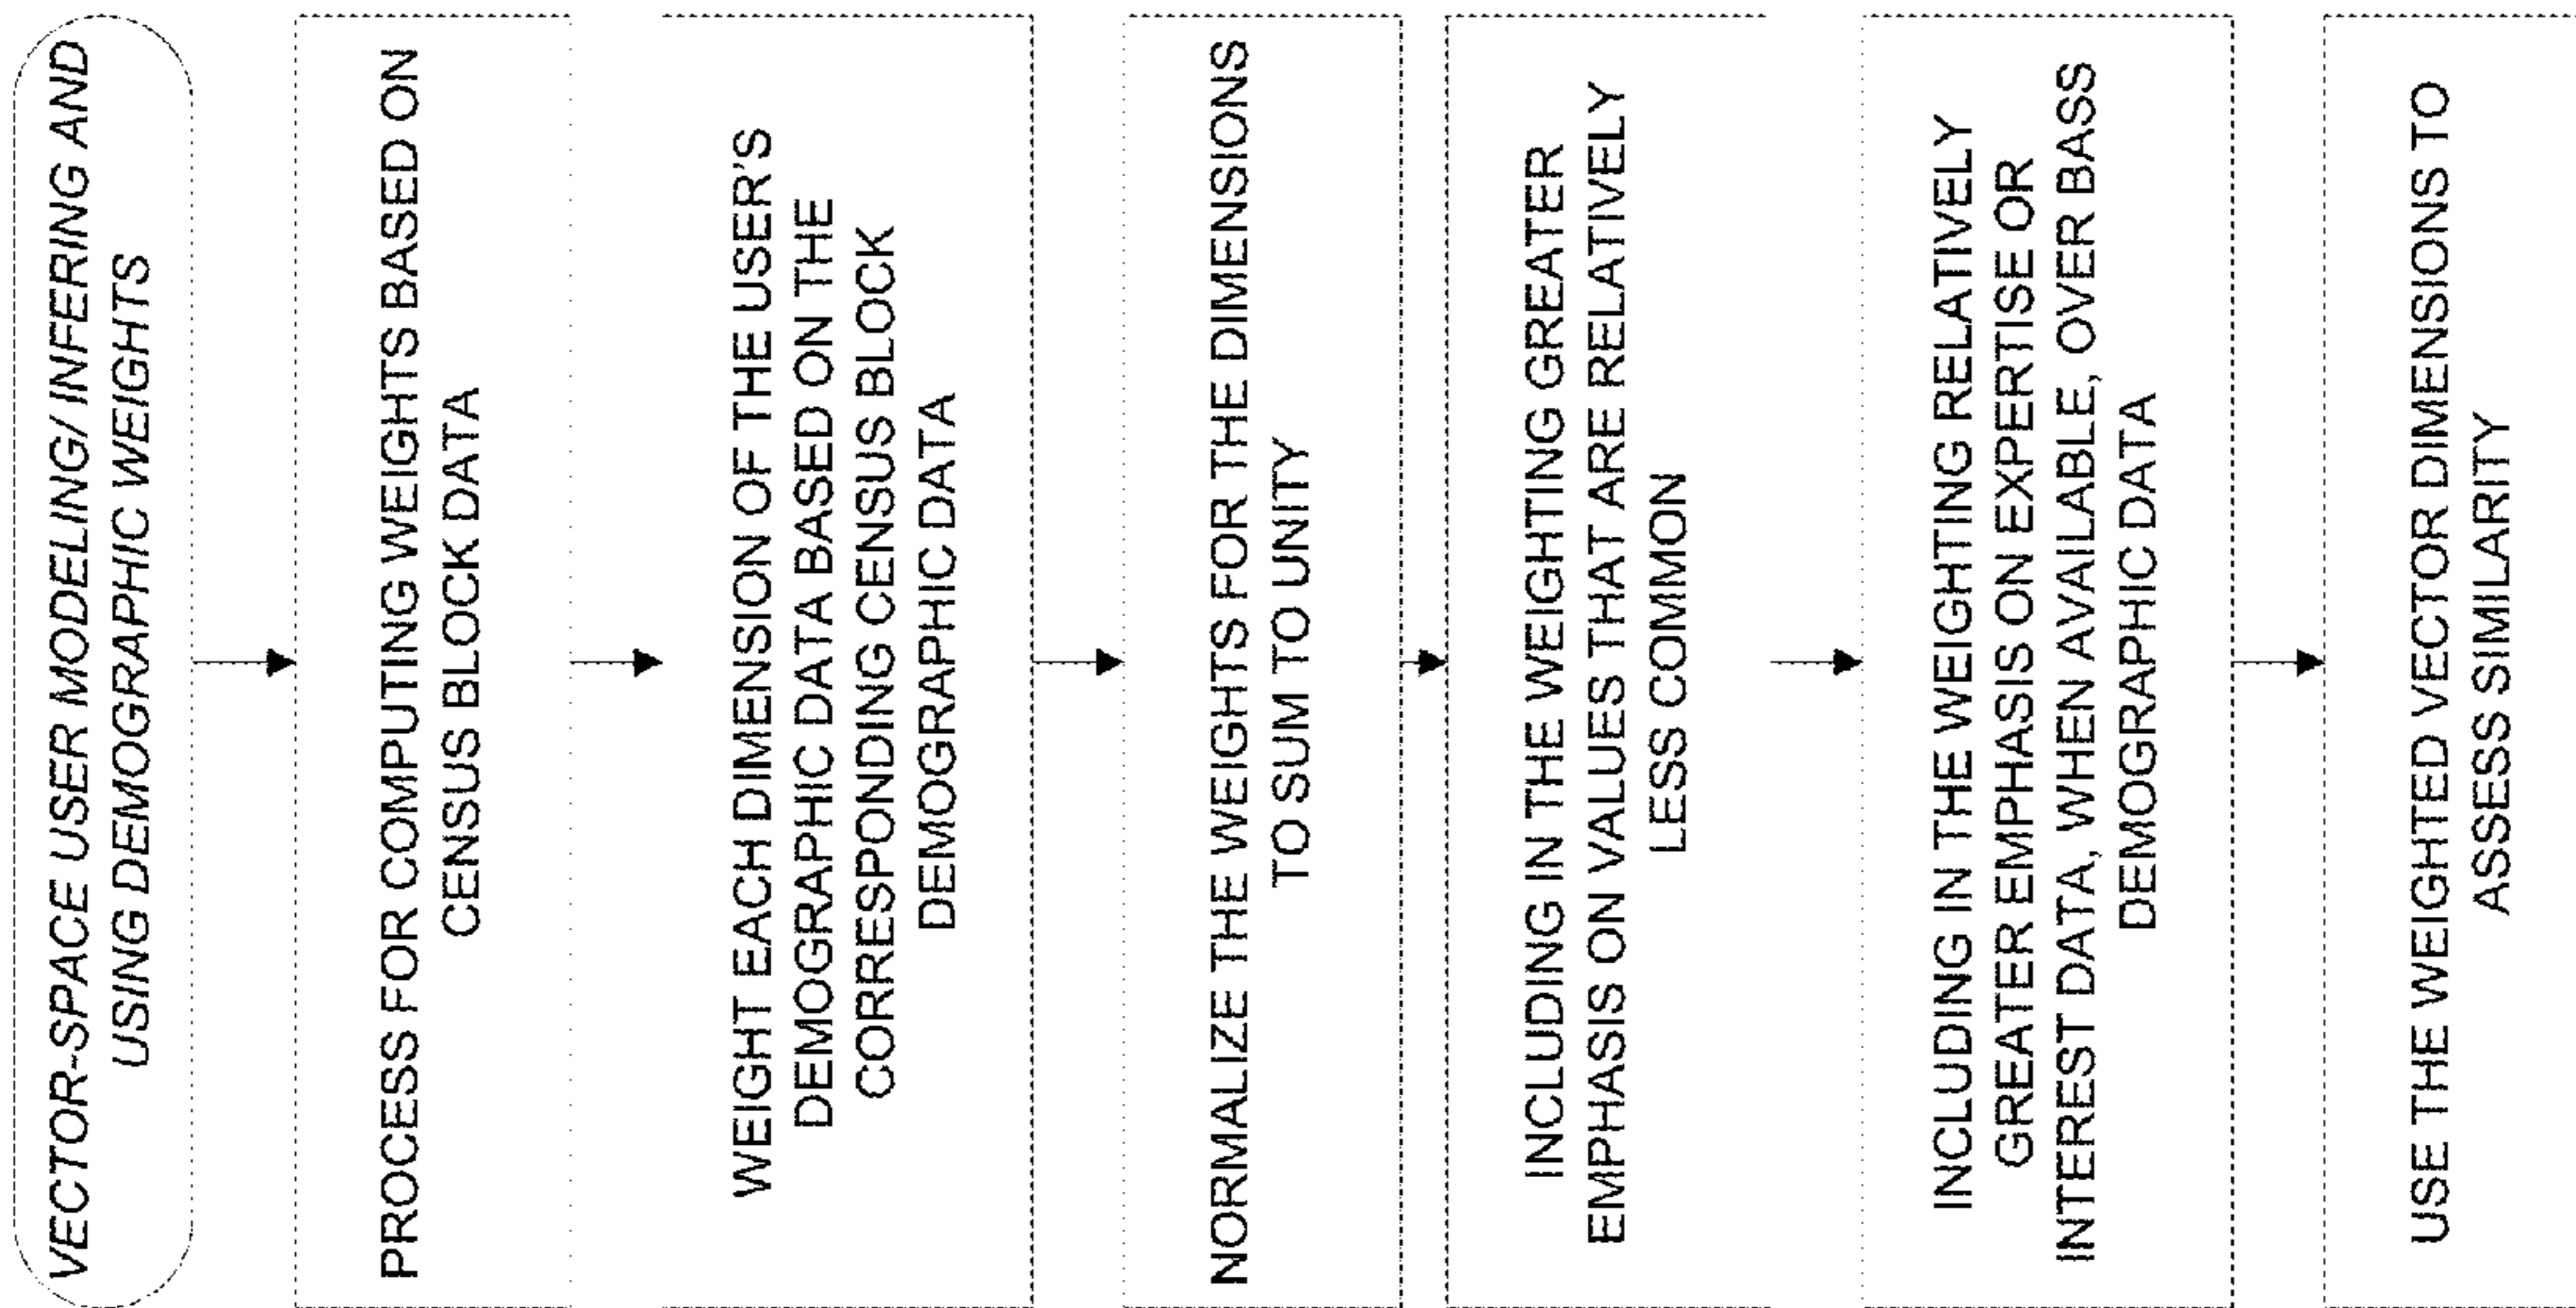 VECTOR-SPACE USER MODELING/ INFERING AND
USING DEMOGRAPHIC WEIGHTS
PROCESS FOR COMPUTING WEIGHTS BASED ON
CENSUS BLOCK DATA
WEIGHT EACH DIMENSION OF THE USER'S
DEMOGRAPHIC DATA BASED ON THE
CORRESPONDING CENSUS BLOCK
DEMOGRAPHIC DATA
NORMALIZE THE WEIGHTS FOR THE DIMENSIONS
TO SUM TO UNITY
INCLUDING IN THE WEIGHTING GREATER
EMPHASIS ON VALUES THAT ARE RELATIVELY
LESS COMMON
INCLUDING IN THE WEIGHTING RELATIVELY
GREATER EMPHASIS ON EXPERTISE OR
INTEREST DATA, WHEN AVAILABLE, OVER BASS
DEMOGRAPHIC DATA
USE THE WEIGHTED VECTOR DIMENSIONS TO
ASSESS SIMILARITY